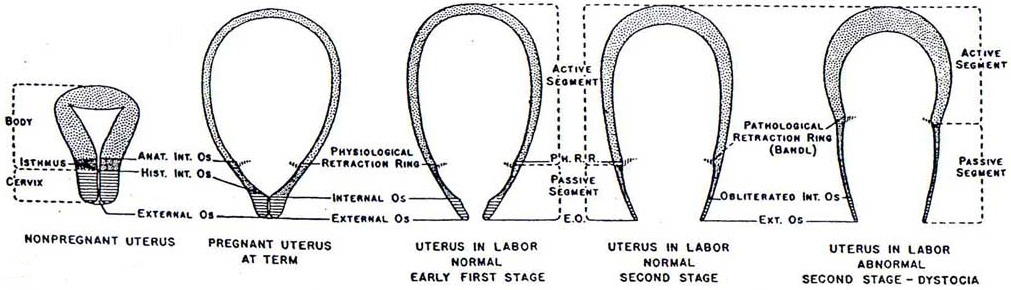 BODY
ISTHMUS
CERVIX
ANAT. INT. OS
HIST. INT. OS
EXTERNAL OS
NONPREGNANT UTERUS
PREGNANT UTERUS
AT TERM
PHYSIOLOGICAL
RETRACTION RING
INTERNAL OS
EXTERNAL OS
UTERUS IN LABOR
NORMAL
EARLY FIRST STAGE
ACTIVE
SEGMENT
PH. R. R.
PASSIVE
SEGMENT
E.O.
UTERUS IN LABOR
NORMAL
SECOND STAGE
PATHOLOGICAL
RETRACTION RING
(BANDL)
OBLITERATED INT. OS
EXT. OS
ACTIVE
SEGMENT
PASSIVE
SEGMENT
UTERUS IN LABOR
ABNORMAL
SECOND STAGE - DYSTOCIA